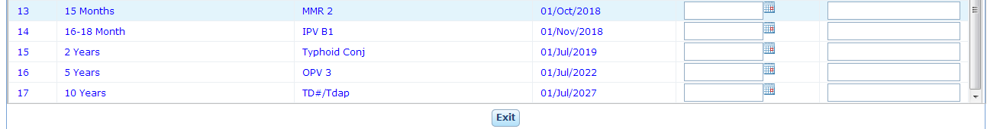 13 15 Months MMR 2 01/Oct/2018
14 16-18 Month IPV B1 01/Nov/2018
15 2 Years Typhoid Conj 01/Jul/2019
16 5 Years OPV 3 01/Jul/2022
17 10 Years TD#/Tdap 01/Jul/2027
Exit